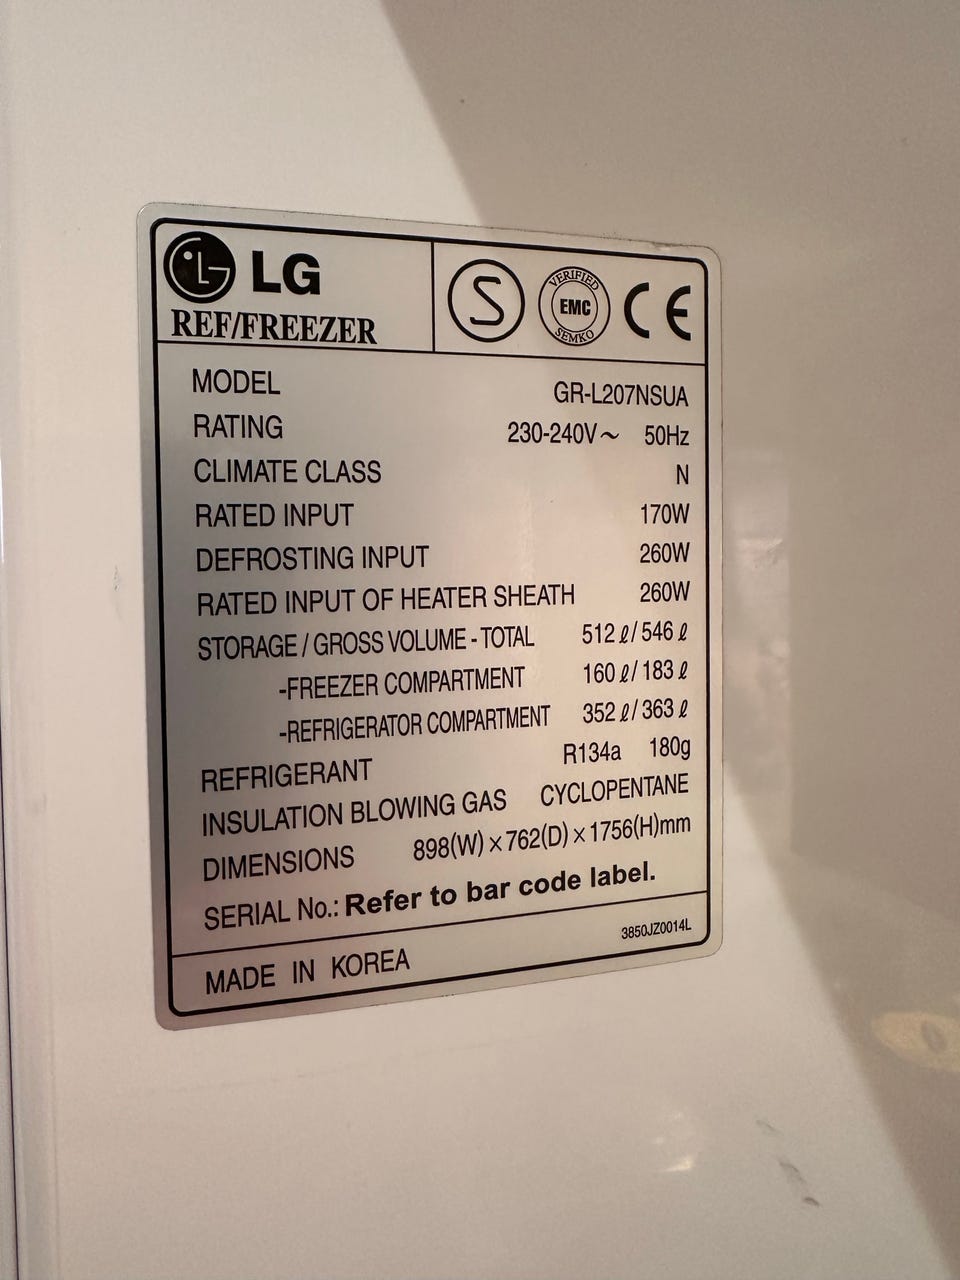 LG
REF/FREEZER
S
VERIFIED
EMC
SEMKO
CE
MODEL GR-L207NSUA
RATING 230-240V~ 50Hz
CLIMATE CLASS N
RATED INPUT 170W
DEFROSTING INPUT 260W
RATED INPUT OF HEATER SHEATH 260W
STORAGE / GROSS VOLUME - TOTAL 512 ℓ / 546 ℓ
-FREEZER COMPARTMENT 160 ℓ / 183 ℓ
-REFRIGERATOR COMPARTMENT 352 ℓ / 363 ℓ
REFRIGERANT R134a 180g
INSULATION BLOWING GAS CYCLOPENTANE
DIMENSIONS 898(W) × 762(D) × 1756(H)mm
SERIAL No.: Refer to bar code label.
MADE IN KOREA 3850JZ0014L